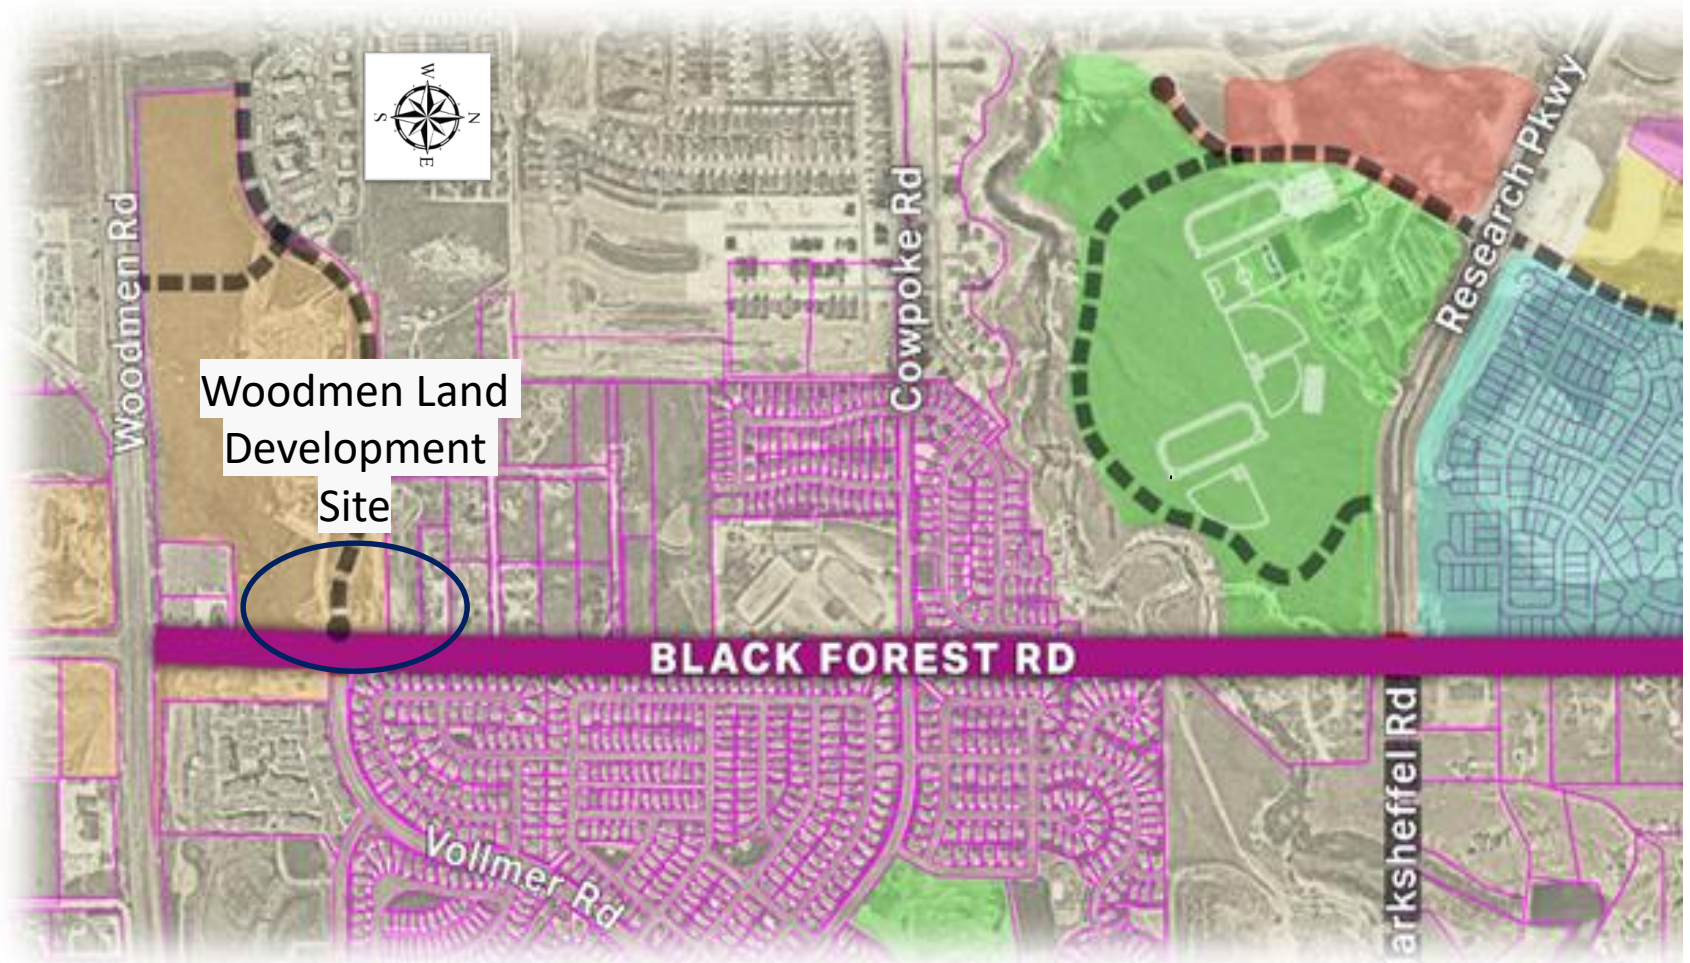 W
S
N
E
Woodmen Rd
Cowpoke Rd
Research Pkwy
Woodmen Land
Development
Site
BLACK FOREST RD
Vollmer Rd
arksheffel Rd